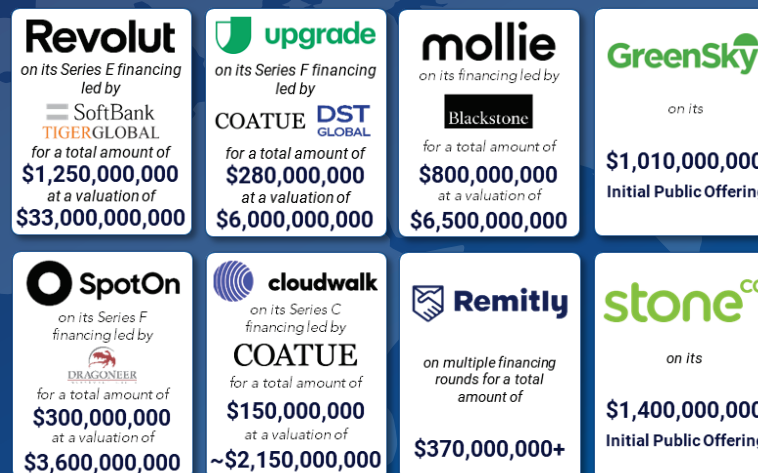 Revolut
on its Series E financing
led by
SoftBank
TIGERGLOBAL
for a total amount of
$1,250,000,000
at a valuation of
$33,000,000,000
upgrade
on its Series F financing
led by
COATUE DST
GLOBAL
for a total amount of
$280,000,000
at a valuation of
$6,000,000,000
mollie
on its financing led by
Blackstone
for a total amount of
$800,000,000
at a valuation of
$6,500,000,000
GreenSky
on its
$1,010,000,000
Initial Public Offering
SpotOn
on its Series F
financing led by
DRAGONEER
for a total amount of
$300,000,000
at a valuation of
$3,600,000,000
cloudwalk
on its Series C
financing led by
COATUE
for a total amount of
$150,000,000
at a valuation of
~$2,150,000,000
Remitly
on multiple financing
rounds for a total
amount of
$370,000,000+
stone
on its
$1,400,000,000
Initial Public Offering